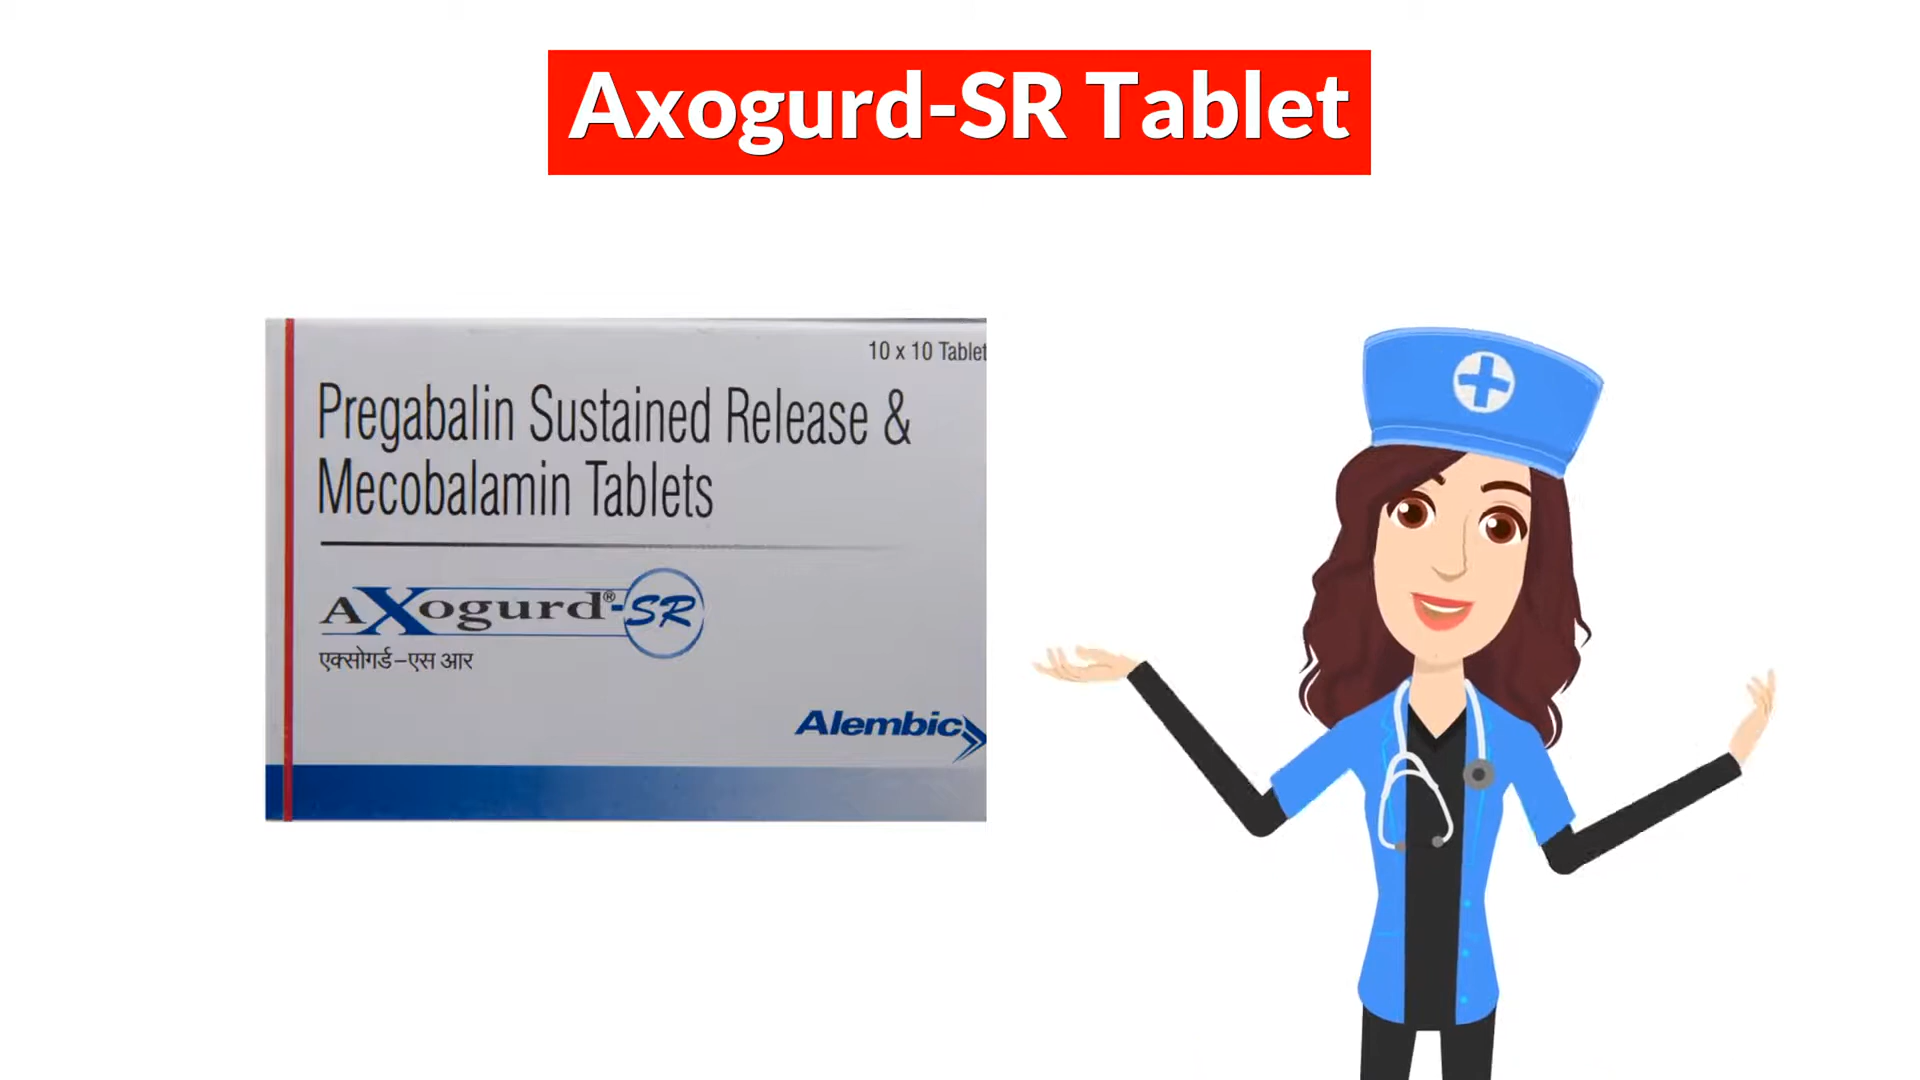 Axogurd-SR Tablet
10 x 10 Tablet
Pregabalin Sustained Release &
Mecobalamin Tablets
AXogurd®-SR
एक्सोगर्ड–एस आर
Alembic